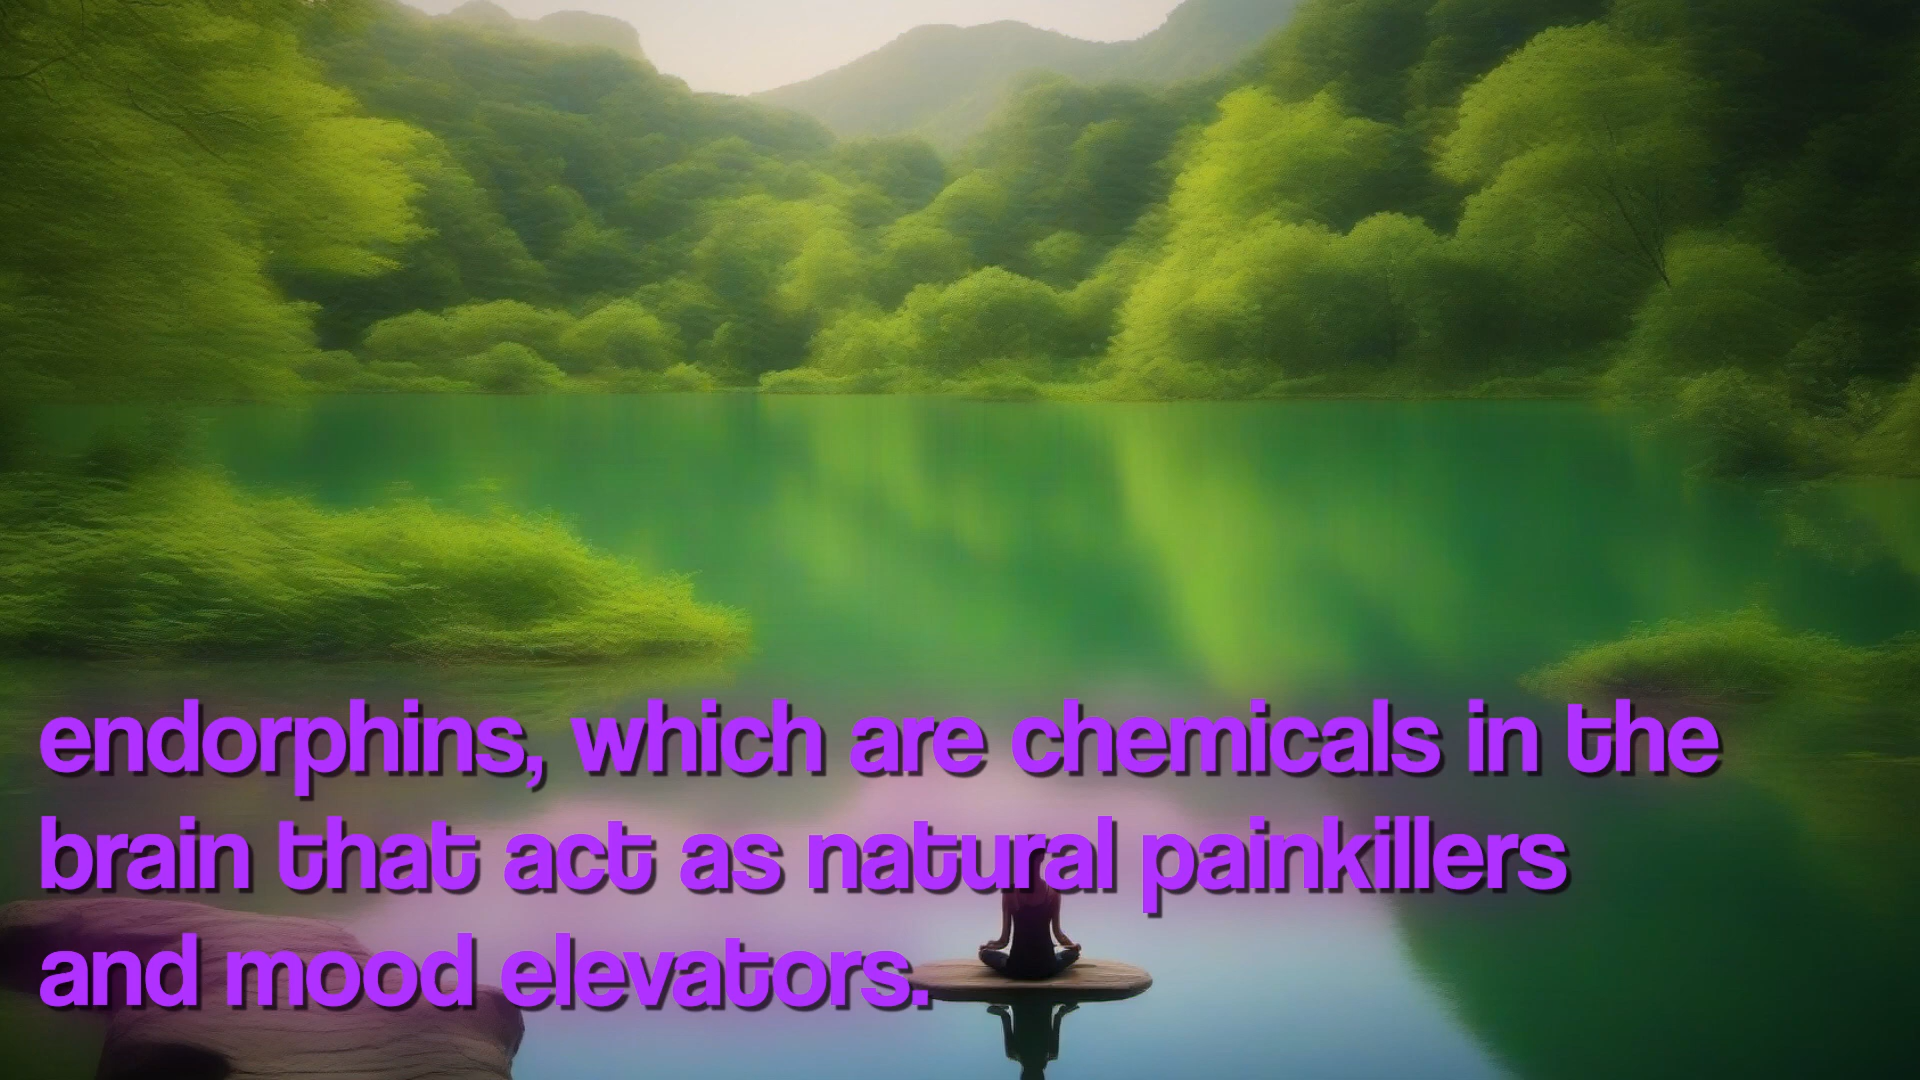 endorphins, which are chemicals in the
brain that act as natural painkillers
and mood elevators.